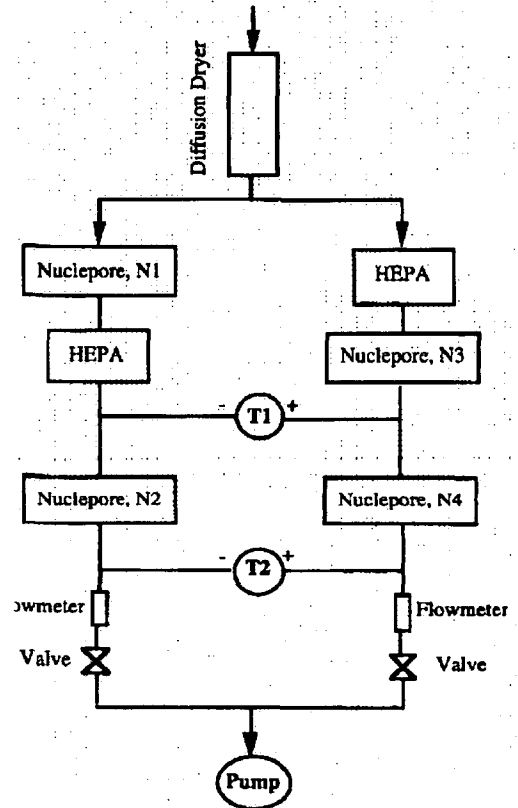 Diffusion Dryer
Nuclepore, N1
HEPA
HEPA
Nuclepore, N3
- T1 +
Nuclepore, N2
Nuclepore, N4
- T2 +
owmeter
Flowmeter
Valve
Valve
Pump